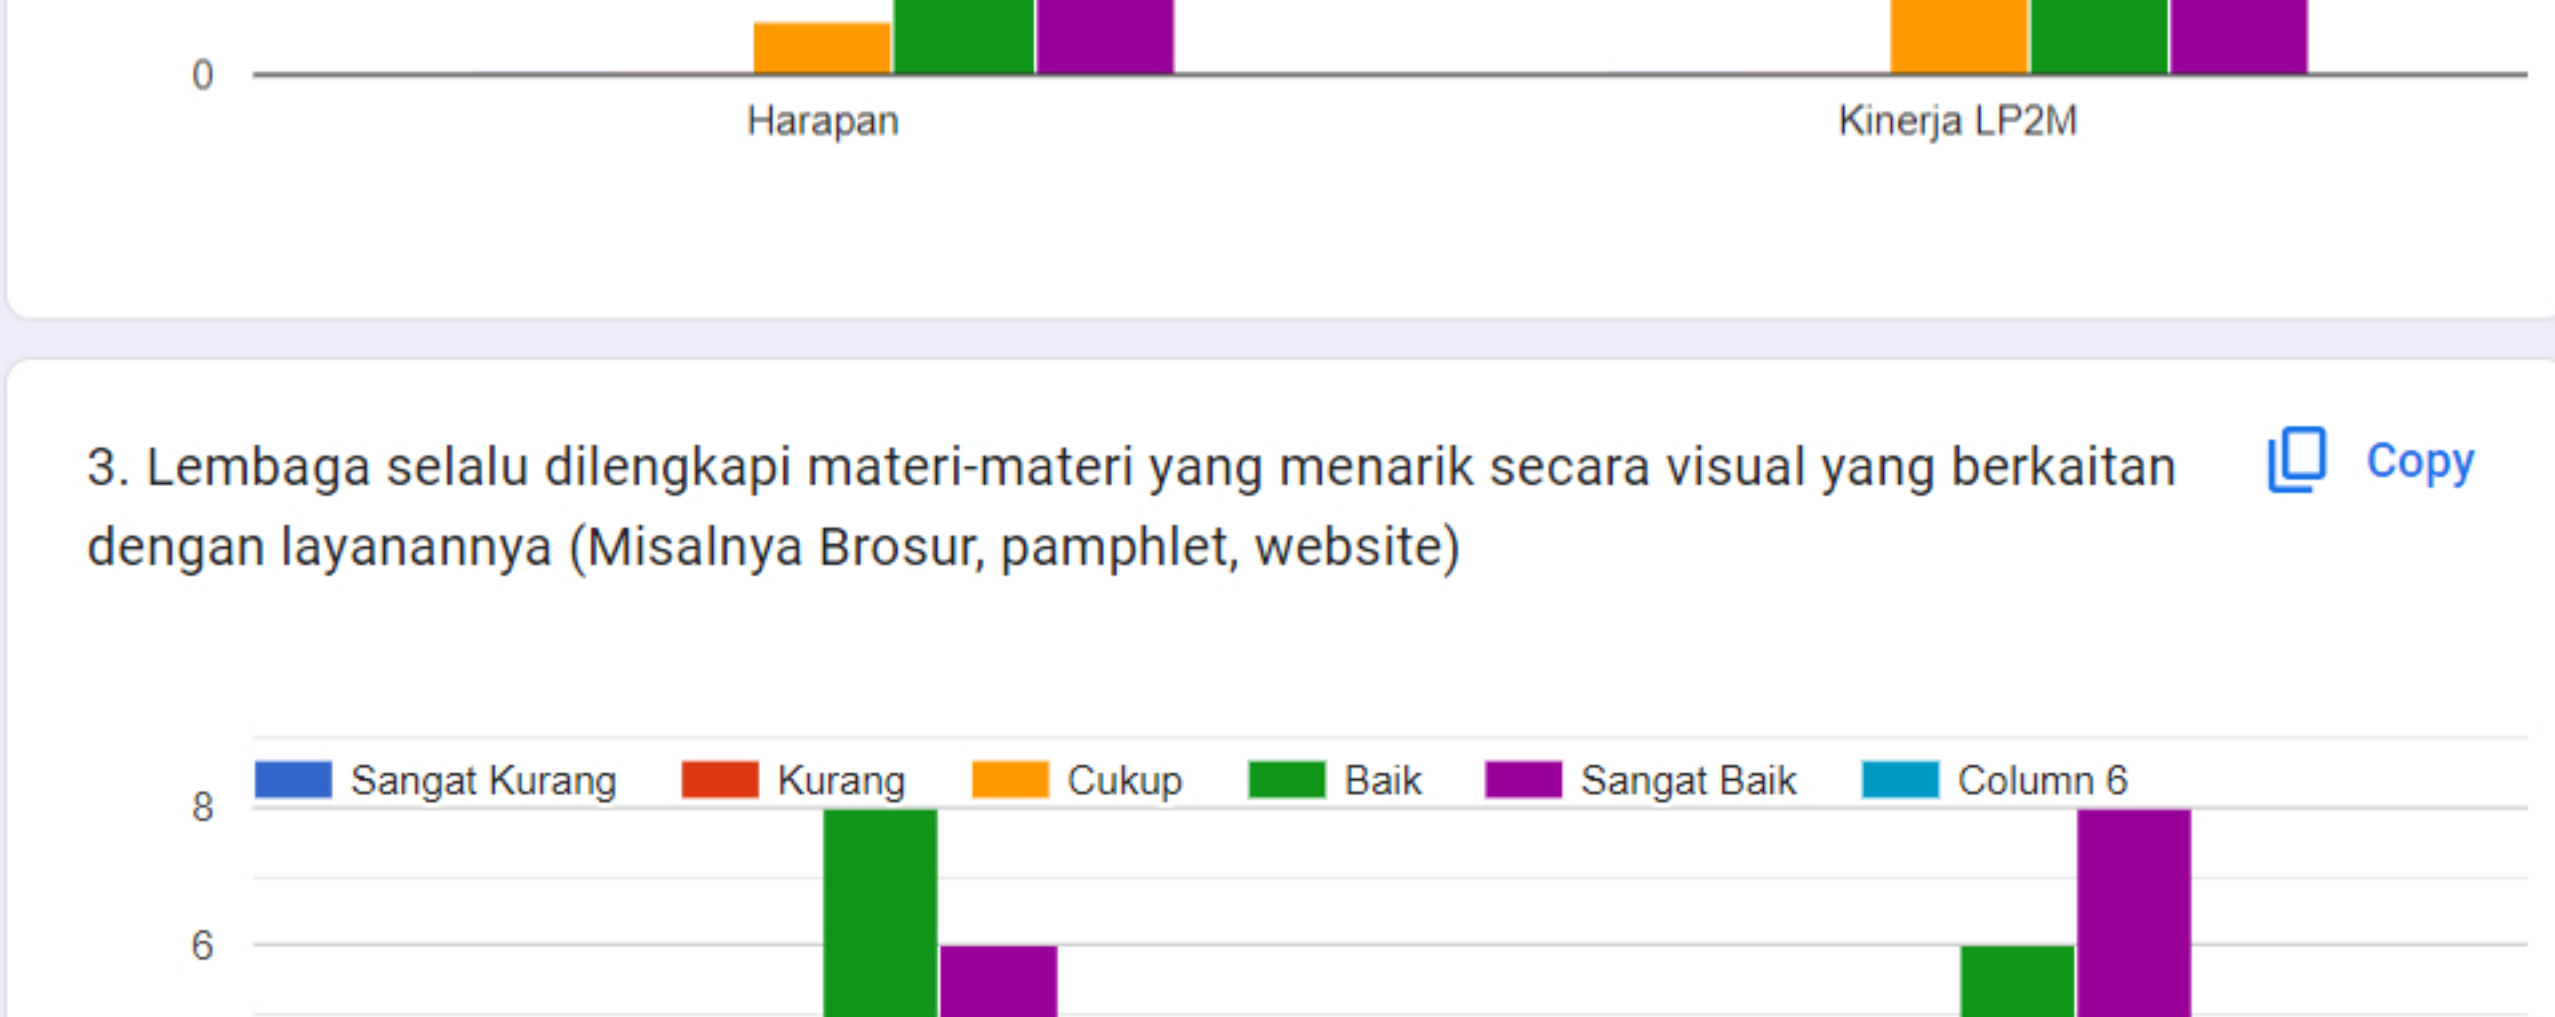 0
Harapan Kinerja LP2M
3. Lembaga selalu dilengkapi materi-materi yang menarik secara visual yang berkaitan
dengan layanannya (Misalnya Brosur, pamphlet, website)
Copy
Sangat Kurang Kurang Cukup Baik Sangat Baik Column 6
8
6